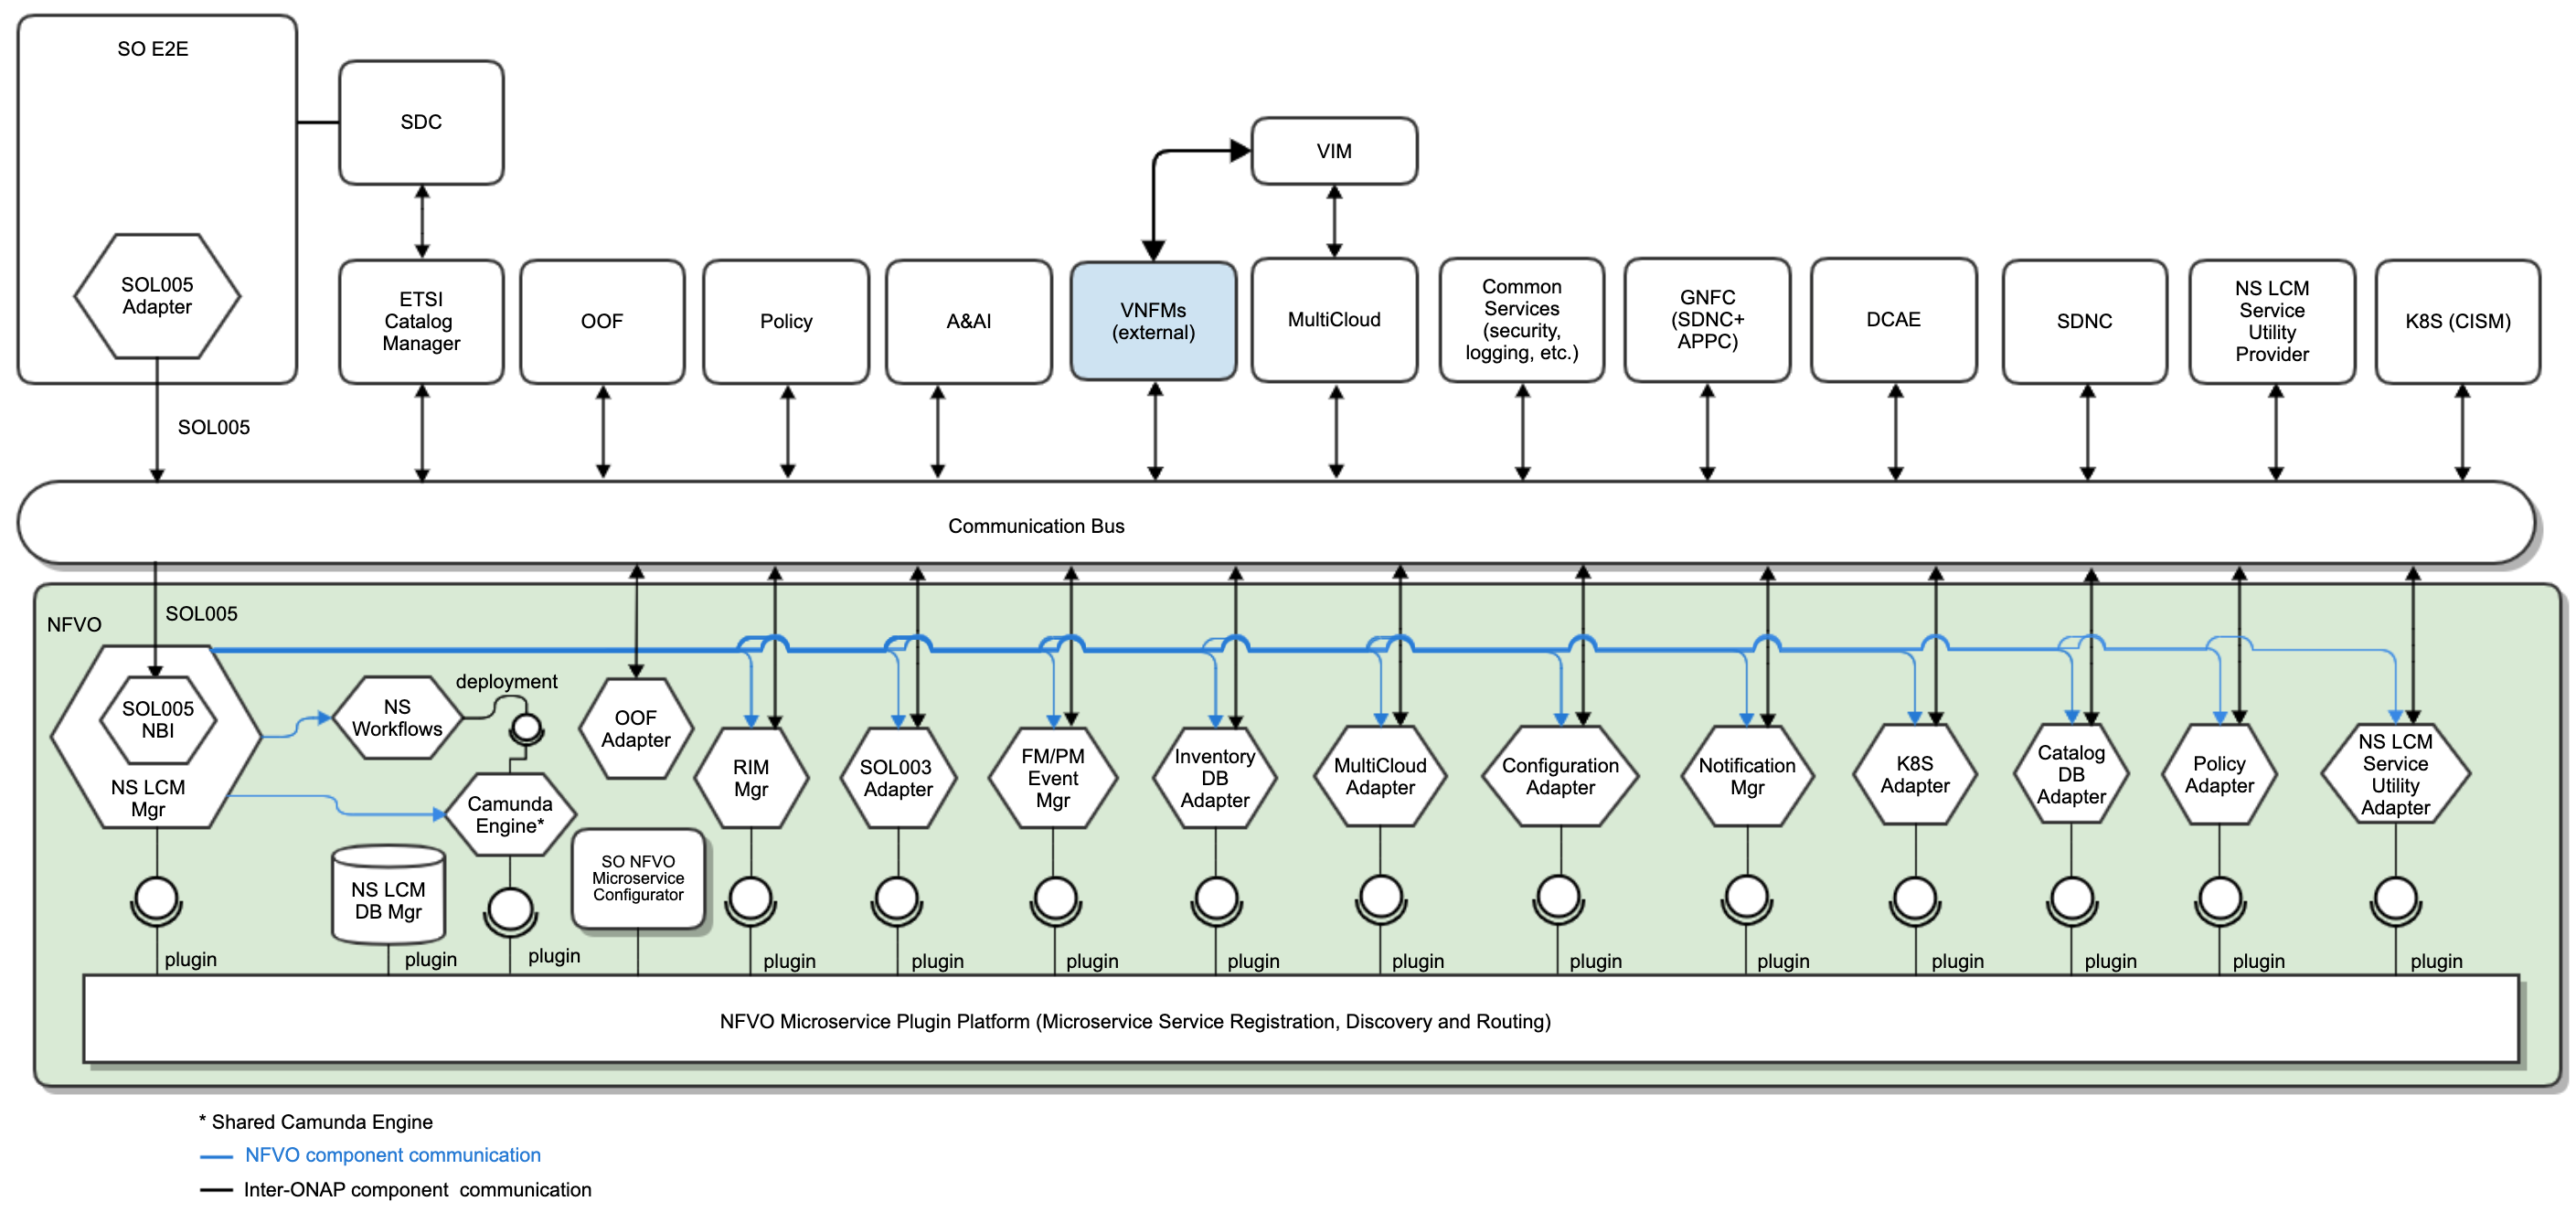 SO E2E
SDC
VIM
SOL005
Adapter
ETSI
Catalog
Manager
OOF
Policy
A&AI
VNFMs
(external)
MultiCloud
Common
Services
(security,
logging, etc.)
GNFC
(SDNC+
APPC)
DCAE
SDNC
NS LCM
Service
Utility
Provider
K8S (CISM)
SOL005
Communication Bus
SOL005
NFVO
SOL005
NBI
NS LCM
Mgr
NS
Workflows
deployment
Camunda
Engine*
OOF
Adapter
RIM
Mgr
SOL003
Adapter
FM/PM
Event
Mgr
Inventory
DB
Adapter
MultiCloud
Adapter
Configuration
Adapter
Notification
Mgr
K8S
Adapter
Catalog
DB
Adapter
Policy
Adapter
NS LCM
Service
Utility
Adapter
NS LCM
DB Mgr
SO NFVO
Microservice
Configurator
plugin
plugin
plugin
plugin
plugin
plugin
plugin
plugin
plugin
plugin
plugin
plugin
plugin
plugin
NFVO Microservice Plugin Platform (Microservice Service Registration, Discovery and Routing)
* Shared Camunda Engine
NFVO component communication
Inter-ONAP component communication